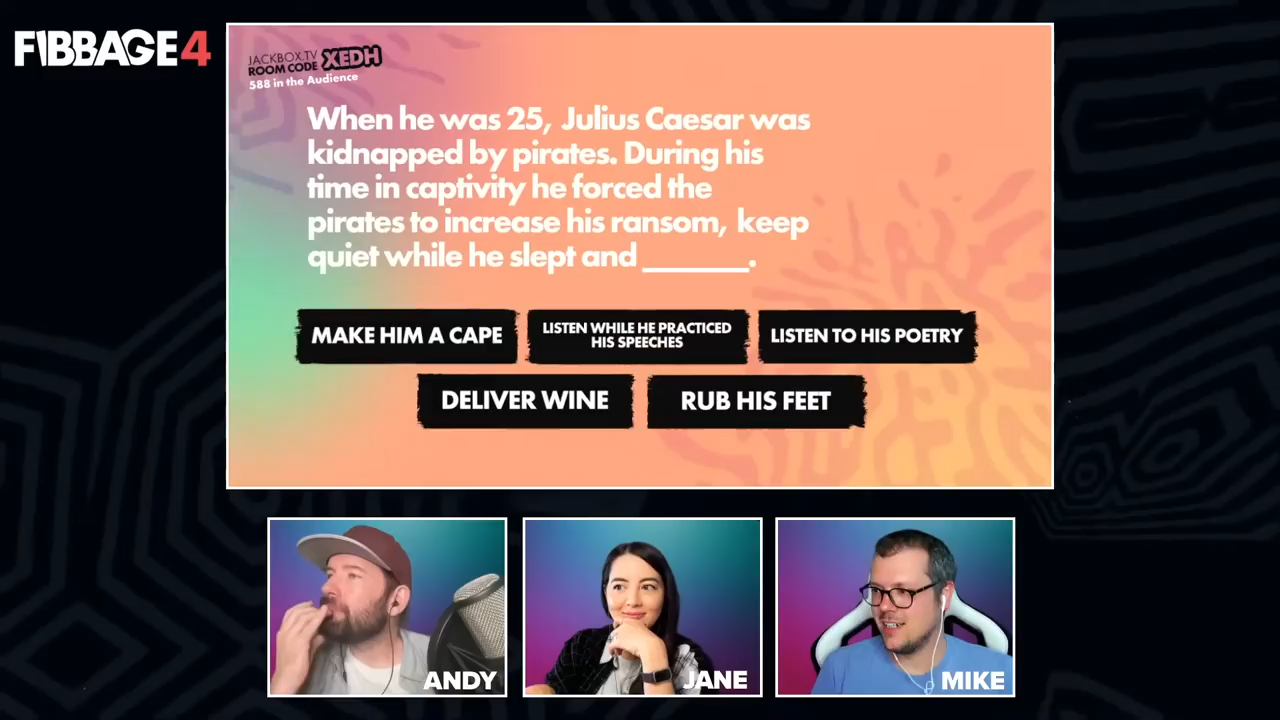 FIBBAGE 4
JACKBOX.TV
ROOM CODE XEDH
588 in the Audience
When he was 25, Julius Caesar was
kidnapped by pirates. During his
time in captivity he forced the
pirates to increase his ransom, keep
quiet while he slept and ________.
MAKE HIM A CAPE
LISTEN WHILE HE PRACTICED
HIS SPEECHES
LISTEN TO HIS POETRY
DELIVER WINE
RUB HIS FEET
ANDY
JANE
MIKE